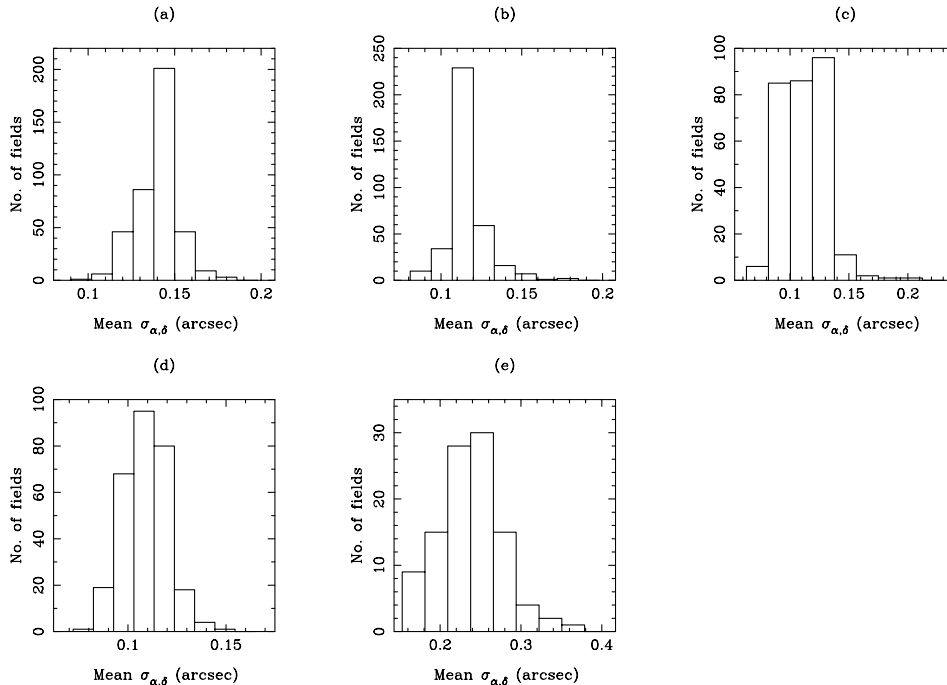 (a)
(b)
(c)
No. of fields
0
50
100
150
200
0.1
0.15
0.2
Mean σα,δ (arcsec)
No. of fields
0
50
100
150
200
250
0.1
0.15
0.2
Mean σα,δ (arcsec)
No. of fields
0
20
40
60
80
100
0.1
0.15
0.2
Mean σα,δ (arcsec)
(d)
(e)
No. of fields
0
20
40
60
80
100
0.1
0.15
Mean σα,δ (arcsec)
No. of fields
0
10
20
30
0.2
0.3
0.4
Mean σα,δ (arcsec)